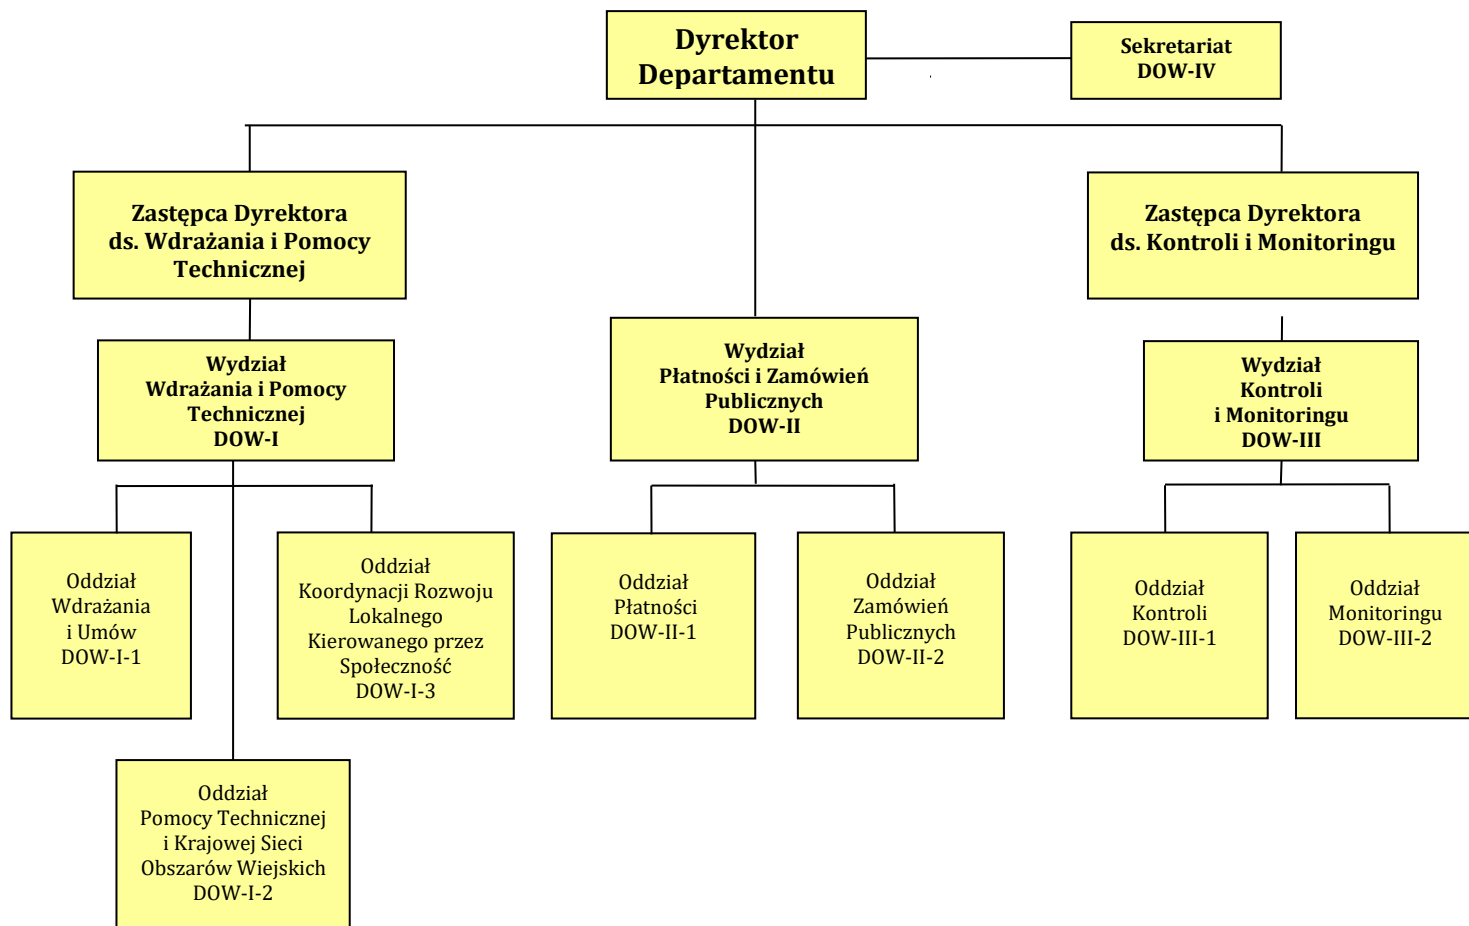 Dyrektor
Departamentu
Sekretariat
DOW-IV
Zastępca Dyrektora
ds. Wdrażania i Pomocy
Technicznej
Zastępca Dyrektora
ds. Kontroli i Monitoringu
Wydział
Wdrażania i Pomocy
Technicznej
DOW-I
Wydział
Płatności i Zamówień
Publicznych
DOW-II
Wydział
Kontroli
i Monitoringu
DOW-III
Oddział
Wdrażania
i Umów
DOW-I-1
Oddział
Koordynacji Rozwoju
Lokalnego
Kierowanego przez
Społeczność
DOW-I-3
Oddział
Płatności
DOW-II-1
Oddział
Zamówień
Publicznych
DOW-II-2
Oddział
Kontroli
DOW-III-1
Oddział
Monitoringu
DOW-III-2
Oddział
Pomocy Technicznej
i Krajowej Sieci
Obszarów Wiejskich
DOW-I-2